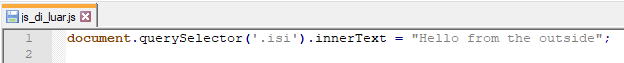 js_di_luar.js
1 document.querySelector('.isi').innerText = "Hello from the outside";
2